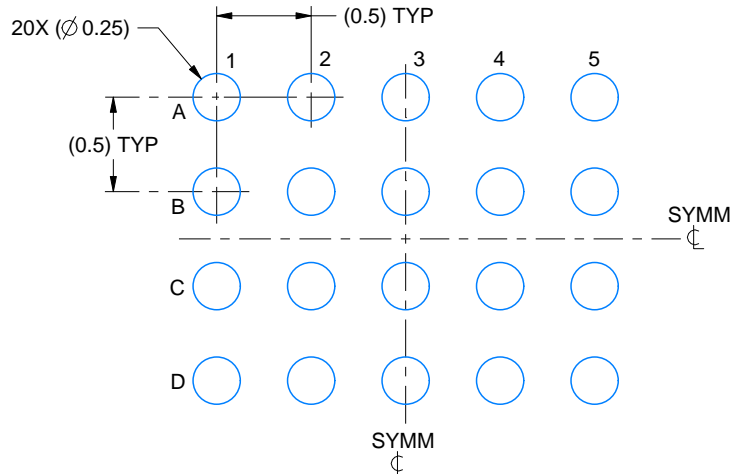 (0.5) TYP
20X (∅ 0.25)
1 2 3 4 5
A
(0.5) TYP
B
SYMM
℄
C
D
SYMM
℄